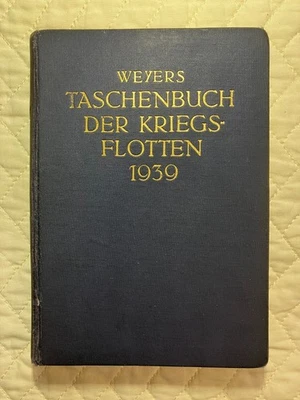 WEYERS
TASCHENBUCH
DER KRIEGS-
FLOTTEN
1939